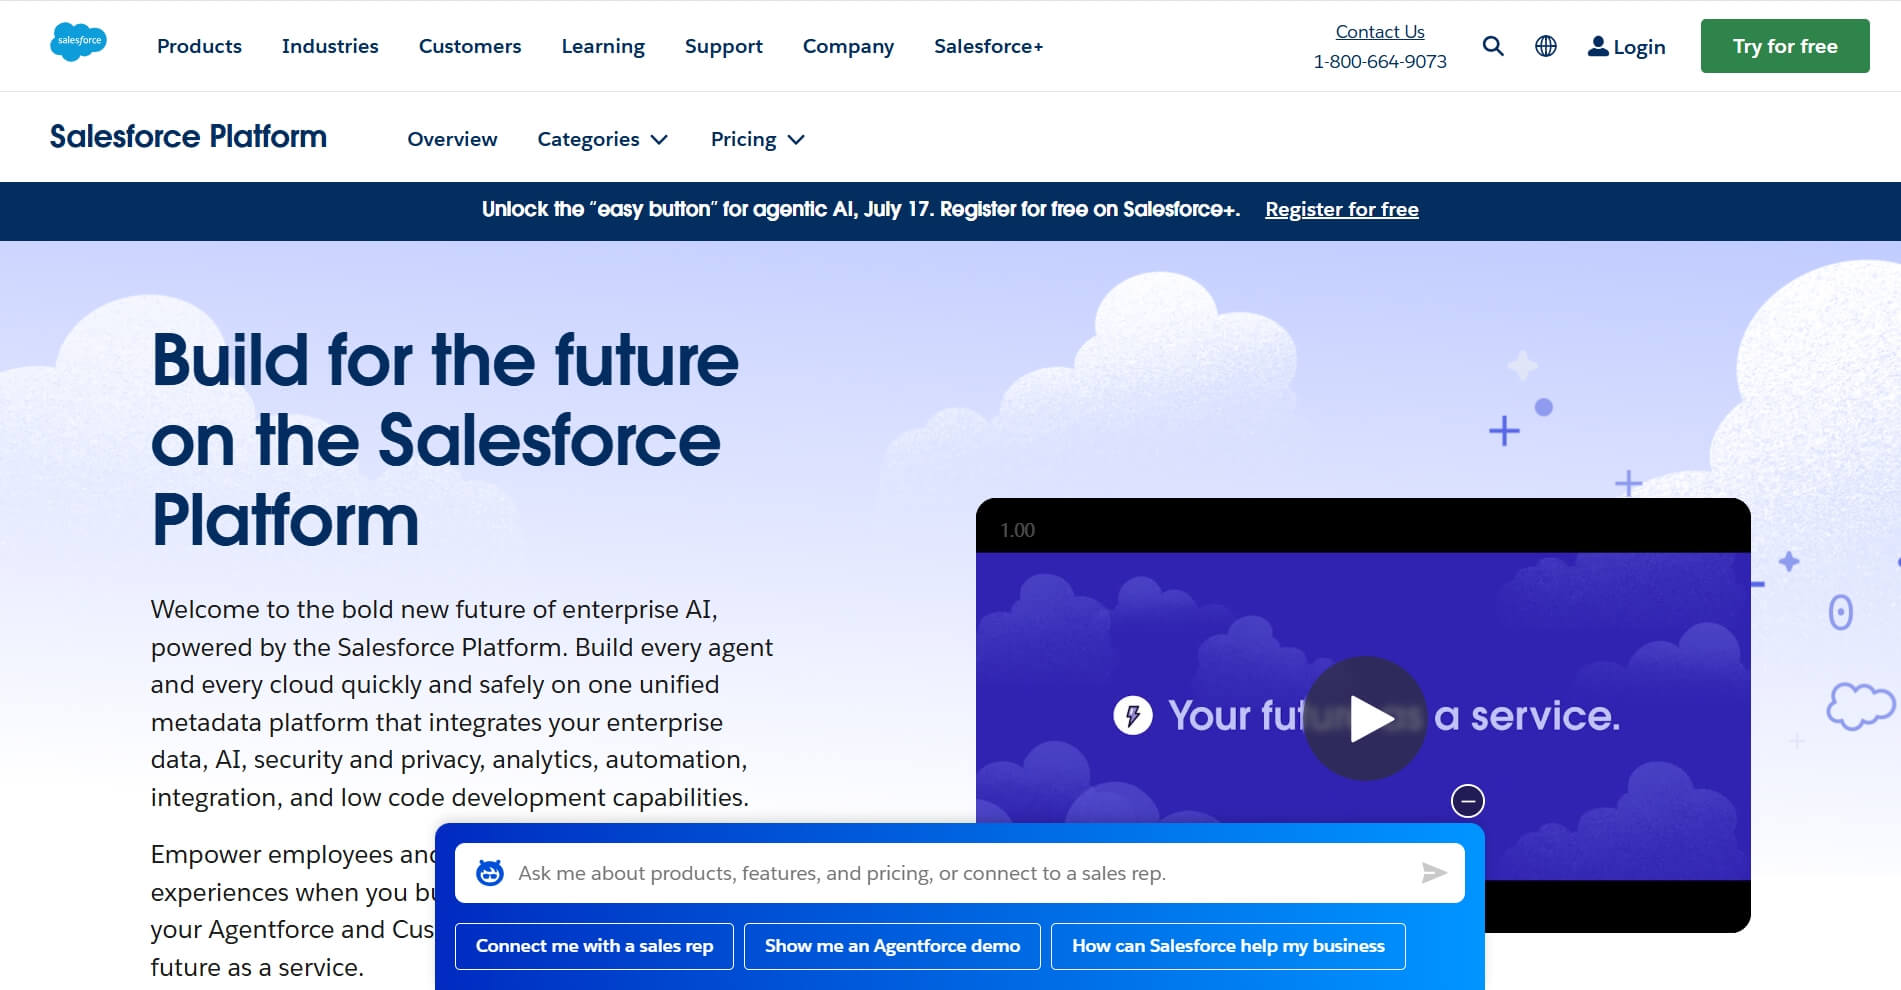 salesforce
Products
Industries
Customers
Learning
Support
Company
Salesforce+
Contact Us
1-800-664-9073
Login
Try for free
Salesforce Platform
Overview
Categories
Pricing
Unlock the “easy button” for agentic AI, July 17. Register for free on Salesforce+.
Register for free
Build for the future
on the Salesforce
Platform
Welcome to the bold new future of enterprise AI,
powered by the Salesforce Platform. Build every agent
and every cloud quickly and safely on one unified
metadata platform that integrates your enterprise
data, AI, security and privacy, analytics, automation,
integration, and low code development capabilities.
Empower employees and
experiences when you
your Agentforce and
future as a service.
1.00
Your future as a service.
0
Ask me about products, features, and pricing, or connect to a sales rep.
Connect me with a sales rep
Show me an Agentforce demo
How can Salesforce help my business